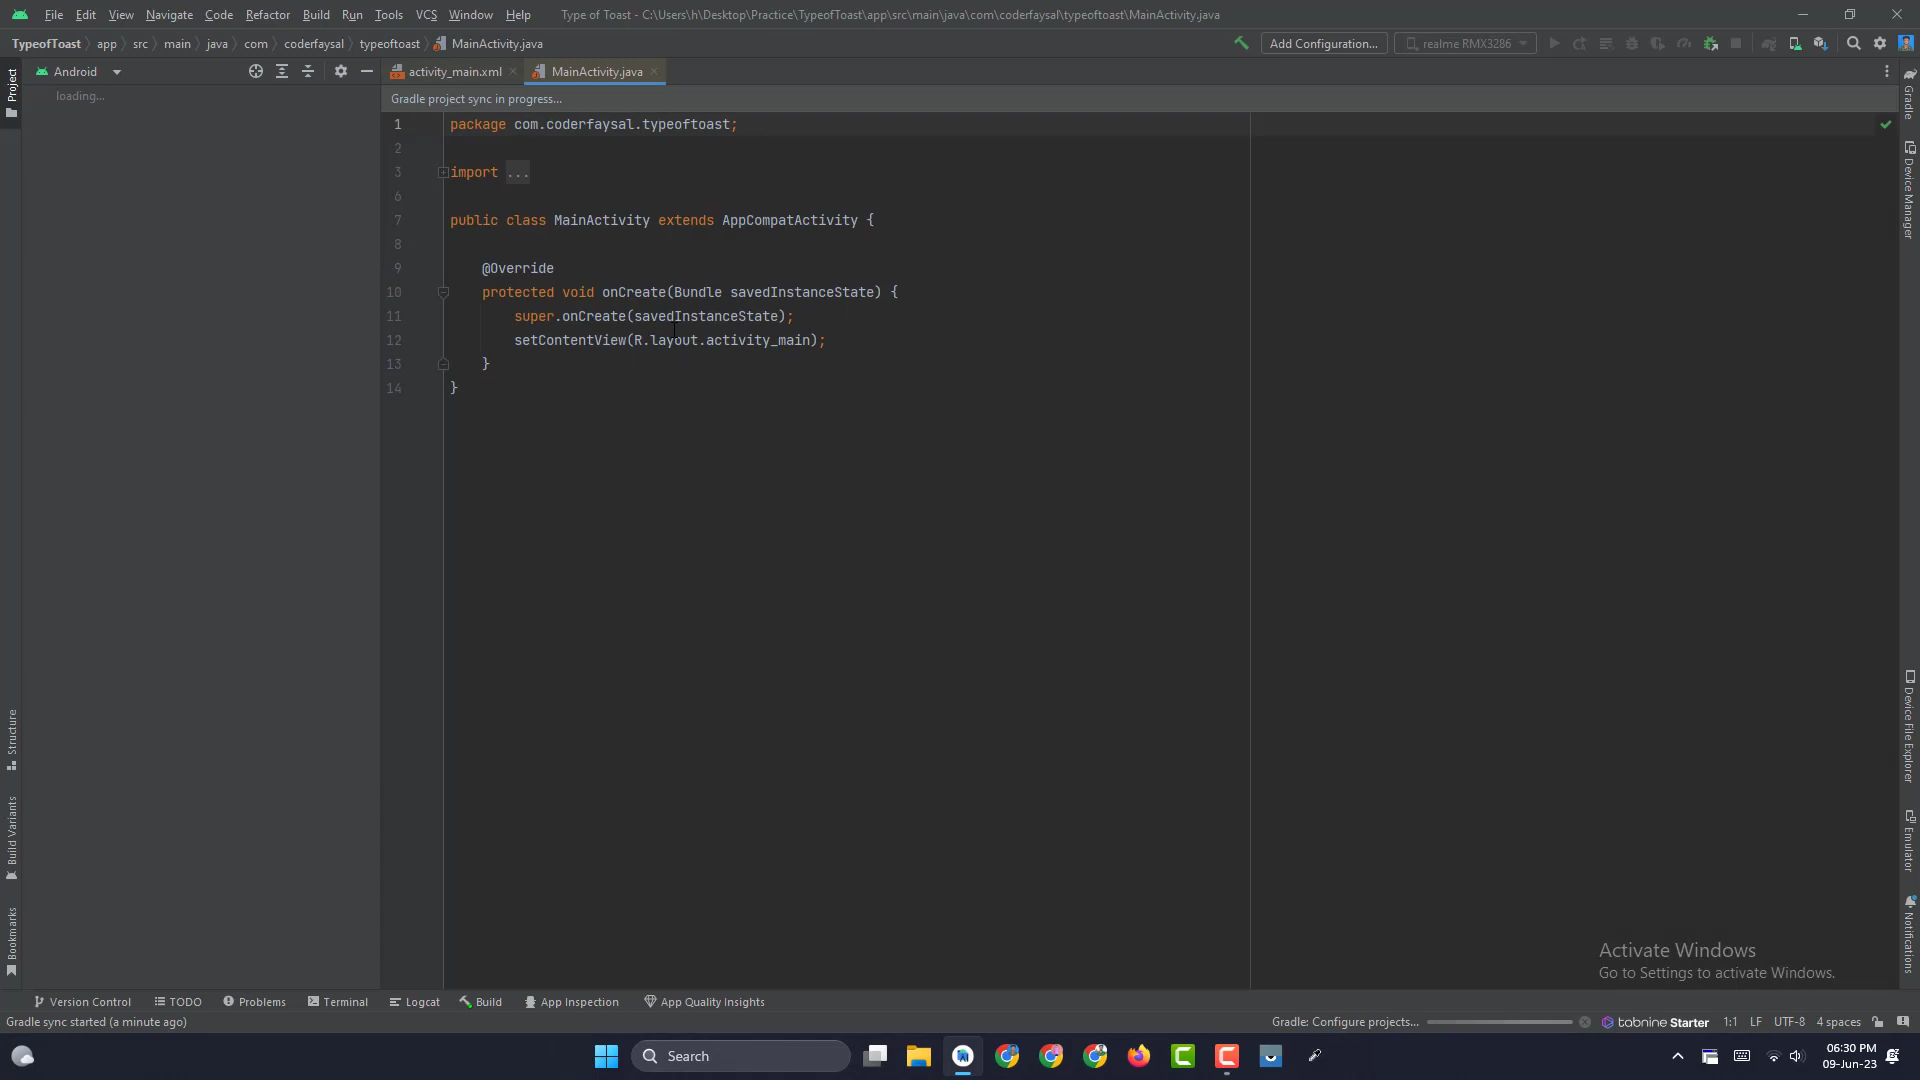 File Edit View Navigate Code Refactor Build Run Tools VCS Window Help Type of Toast - C:\Users\h\Desktop\Practice\TypeofToast\app\src\main\java\com\coderfaysal\typeoftoast\MainActivity.java
TypeofToast app src main java com coderfaysal typeoftoast MainActivity.java Add Configuration... realme RMX3286
Project
Android
activity_main.xml
MainActivity.java
loading...
Gradle project sync in progress...
1 package com.coderfaysal.typeoftoast;
2
3 import ...
6
7 public class MainActivity extends AppCompatActivity {
8
9 @Override
10 protected void onCreate(Bundle savedInstanceState) {
11 super.onCreate(savedInstanceState);
12 setContentView(R.layout.activity_main);
13 }
14 }
Gradle
Device Manager
Device File Explorer
Emulator
Notifications
Structure
Build Variants
Bookmarks
Activate Windows
Go to Settings to activate Windows.
Version Control TODO Problems Terminal Logcat Build App Inspection App Quality Insights
Gradle sync started (a minute ago) Gradle: Configure projects... tabnine Starter 1:1 LF UTF-8 4 spaces
Search
06:30 PM
09-Jun-23